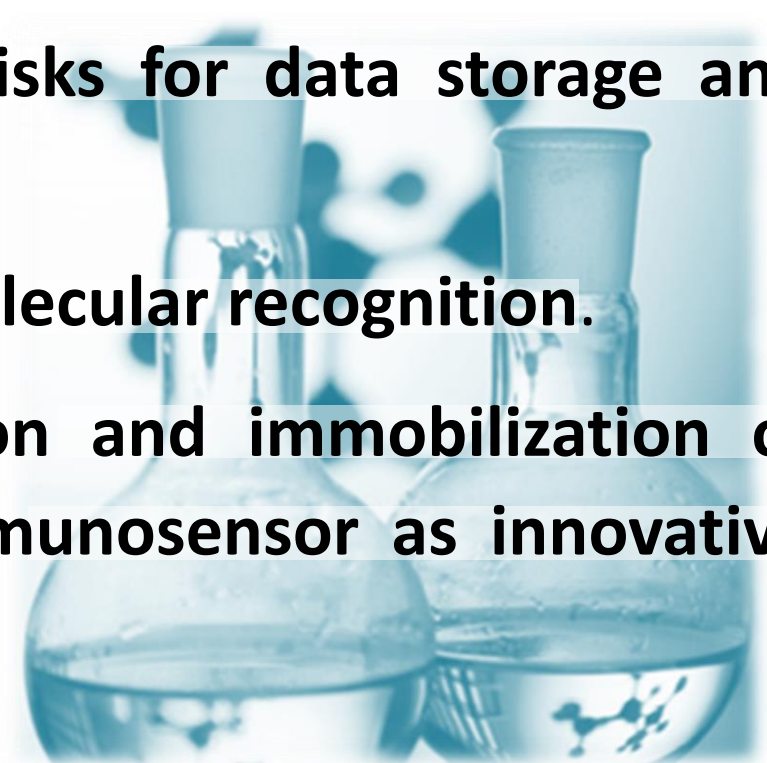 isks for data storage an
lecular recognition.
on and immobilization
munosensor as innovativ